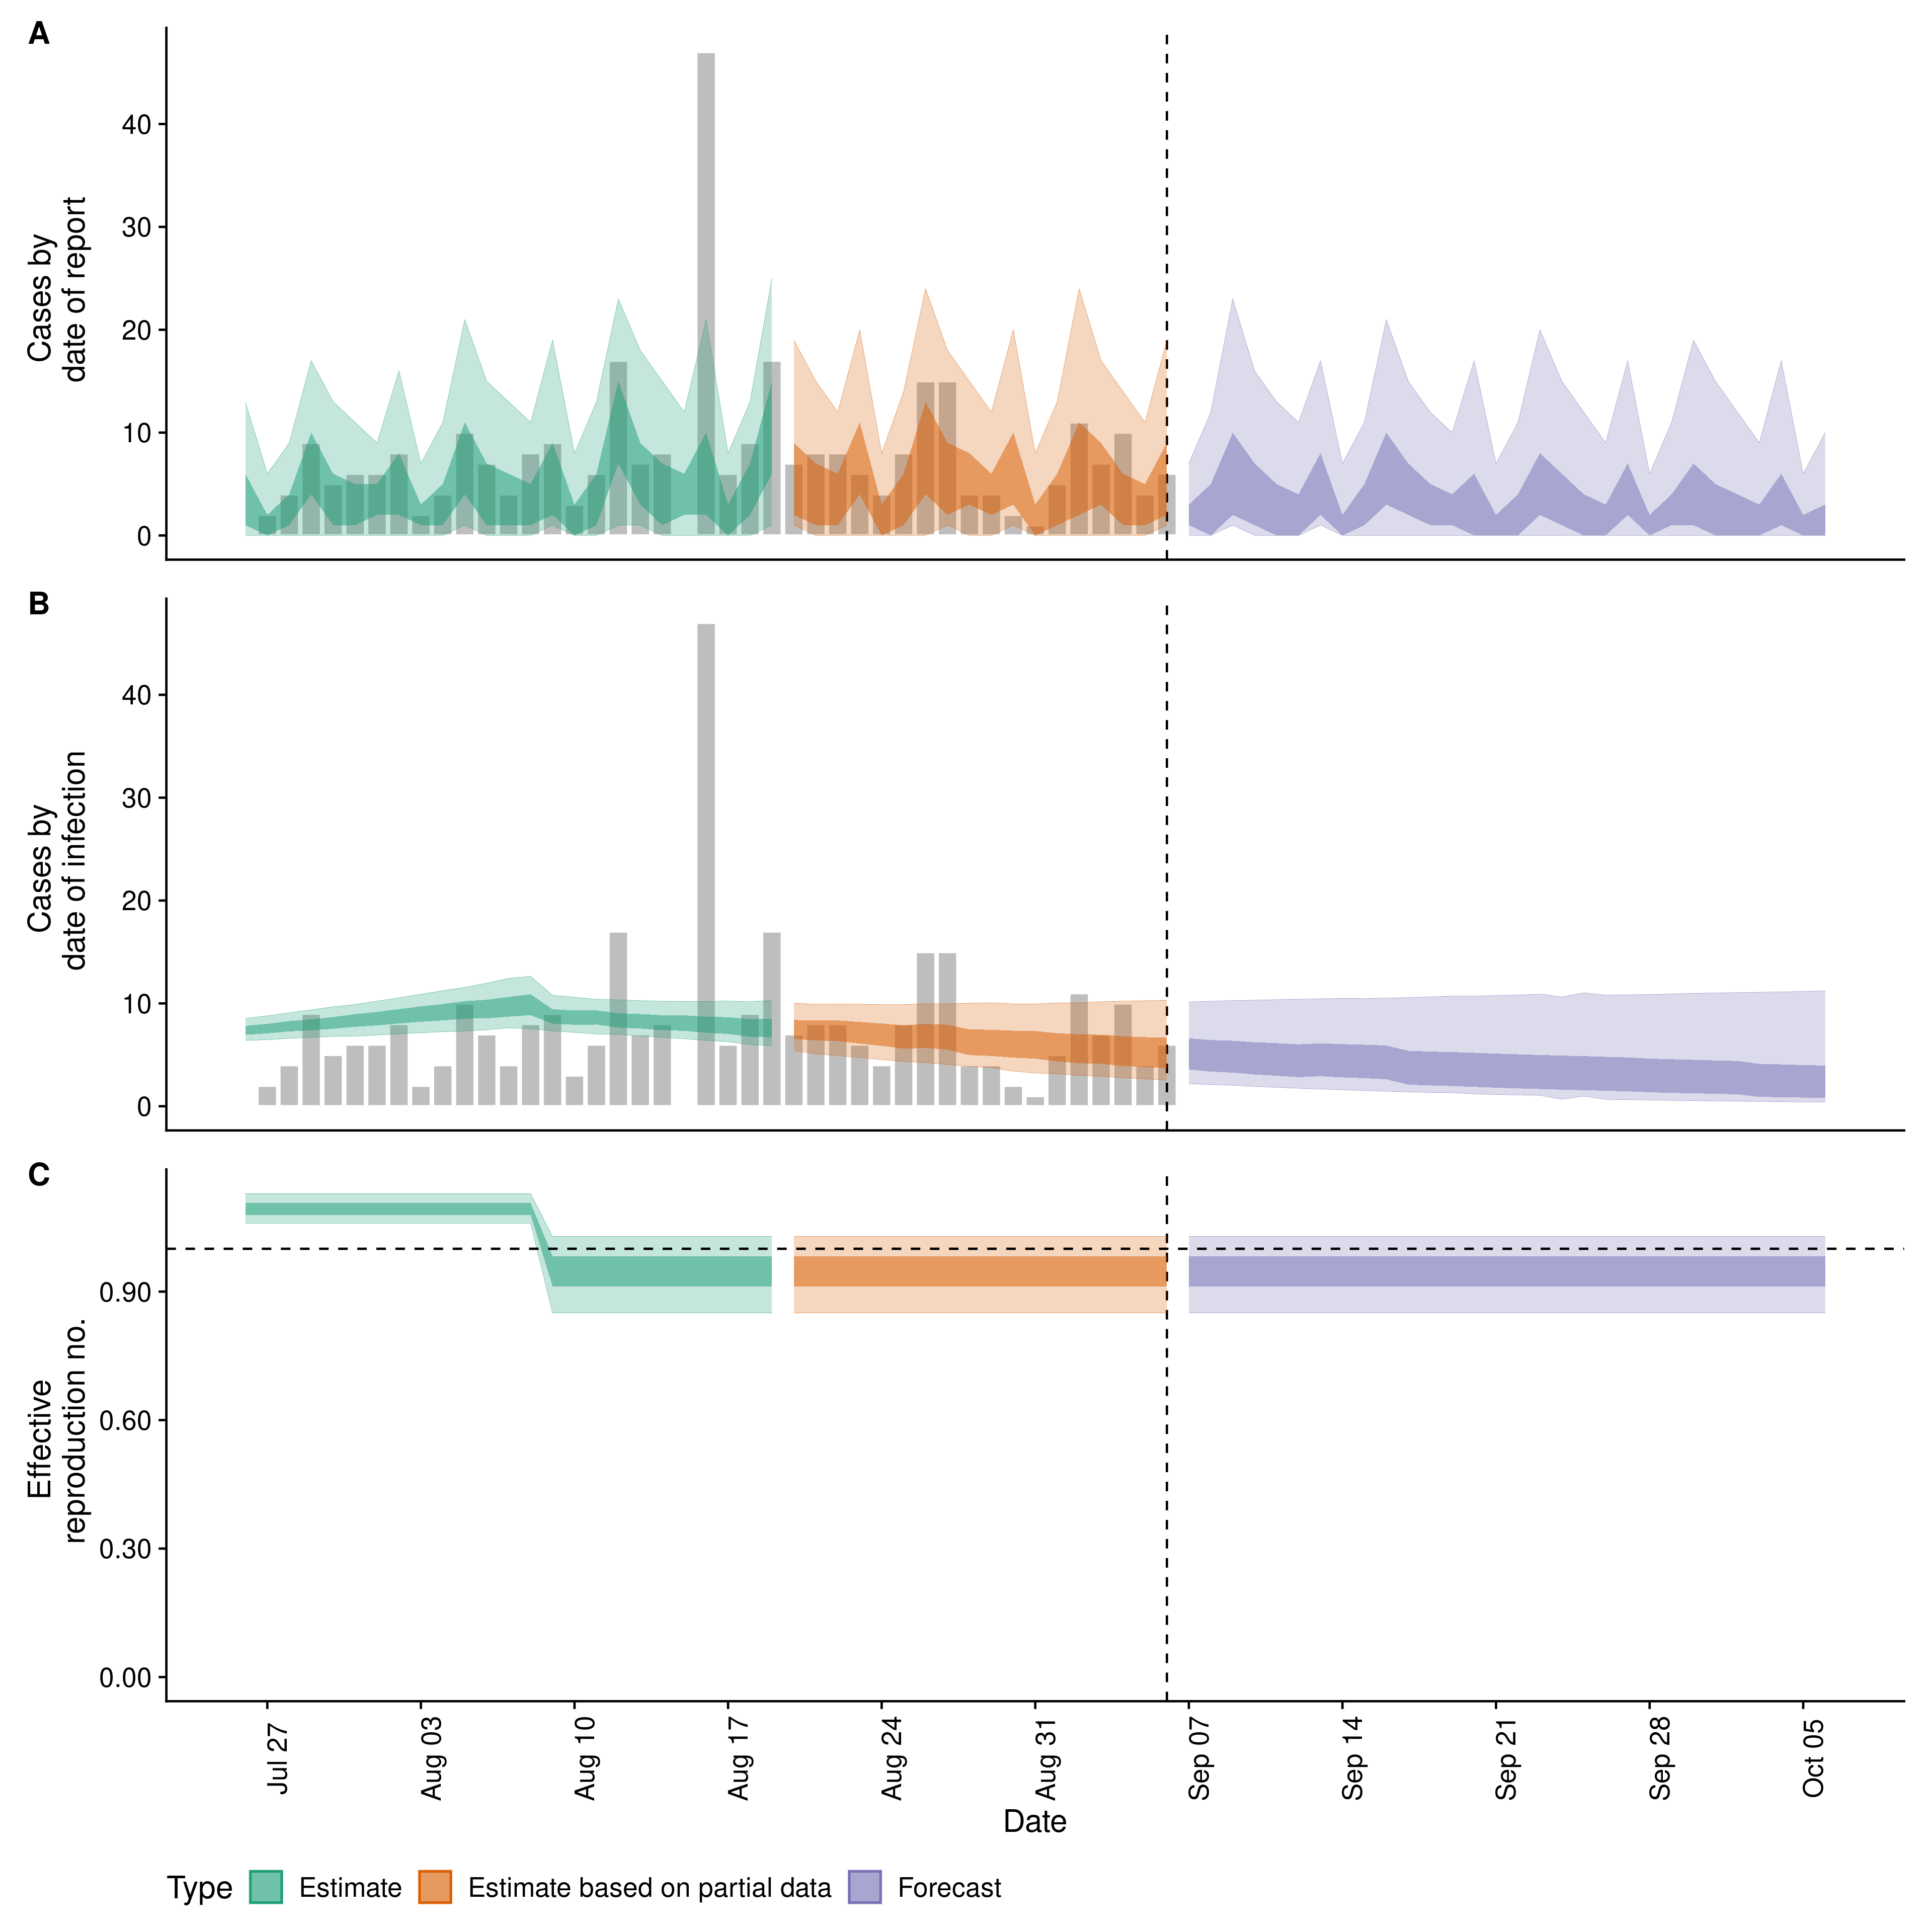 A
Cases by
date of report
40
30
20
10
0
B
Cases by
date of infection
40
30
20
10
0
C
Effective
reproduction no.
0.90
0.60
0.30
0.00
Jul 27
Aug 03
Aug 10
Aug 17
Aug 24
Aug 31
Sep 07
Sep 14
Sep 21
Sep 28
Oct 05
Date
Type Estimate Estimate based on partial data Forecast